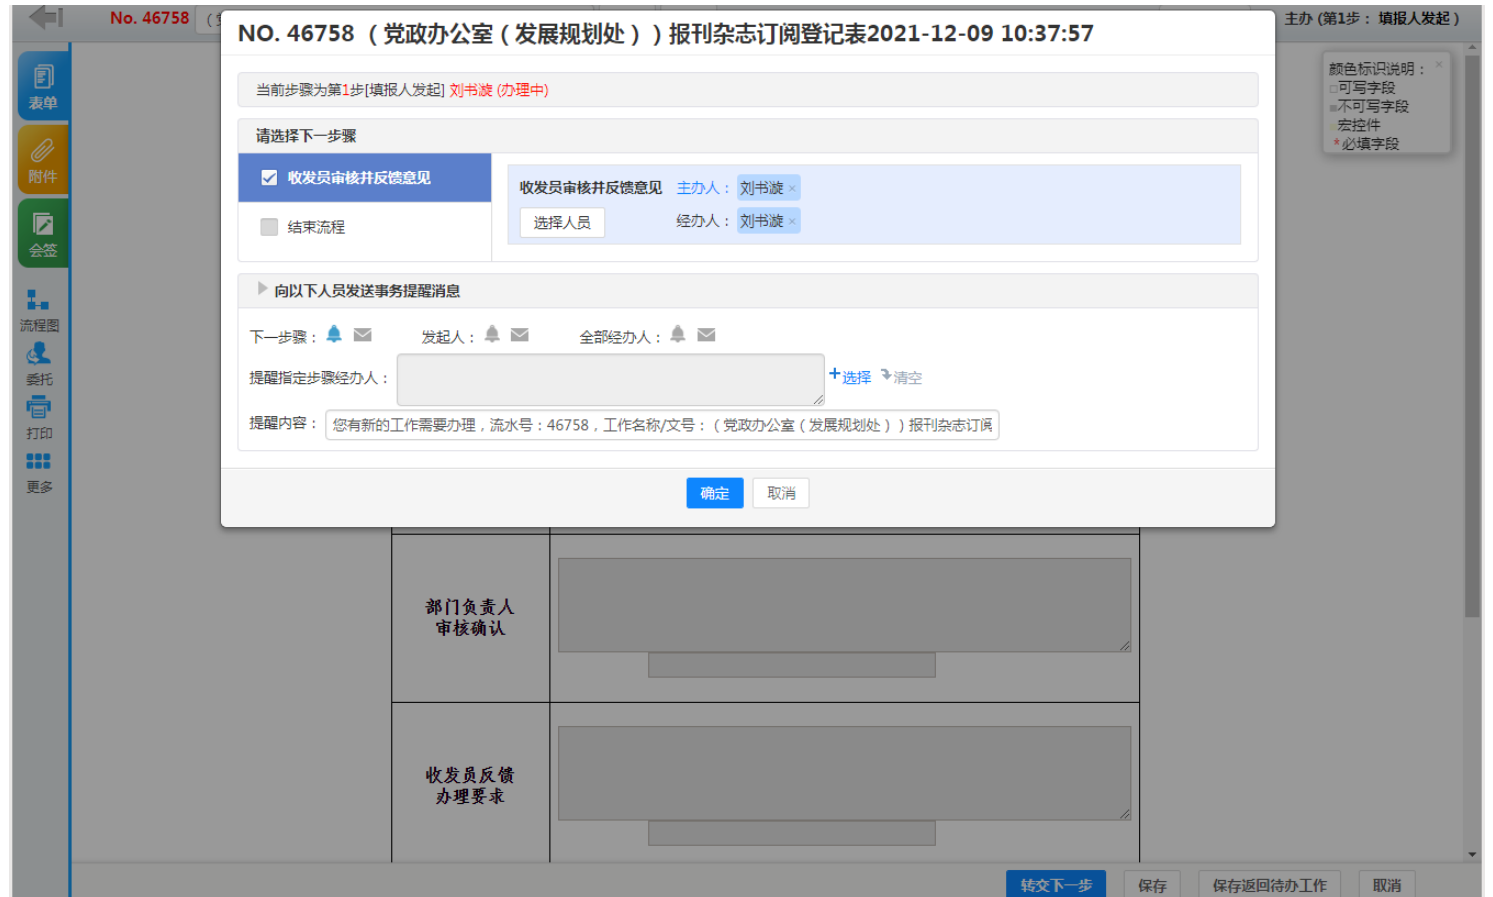 No. 46758
主办 (第1步： 填报人发起 )
NO. 46758 （党政办公室（发展规划处））报刊杂志订阅登记表2021-12-09 10:37:57
当前步骤为第1步[填报人发起] 刘书漩 (办理中)
请选择下一步骤
收发员审核并反馈意见
结束流程
收发员审核并反馈意见 主办人： 刘书漩 ×
选择人员 经办人： 刘书漩 ×
向以下人员发送事务提醒消息
下一步骤： 发起人： 全部经办人：
提醒指定步骤经办人： 选择 清空
提醒内容： 您有新的工作需要办理，流水号：46758，工作名称/文号：（党政办公室（发展规划处））报刊杂志订阅
确定 取消
表单
附件
会签
流程图
委托
打印
更多
颜色标识说明： ×
□可写字段
■不可写字段
宏控件
*必填字段
部门负责人
审核确认
收发员反馈
办理要求
转交下一步 保存 保存返回待办工作 取消